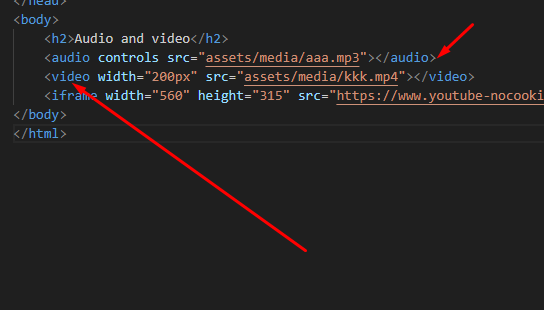 </head>
<body>
<h2>Audio and video</h2>
<audio controls src="assets/media/aaa.mp3"></audio>
<video width="200px" src="assets/media/kkk.mp4"></video>
<iframe width="560" height="315" src="https://www.youtube-nocooki
</body>
</html>